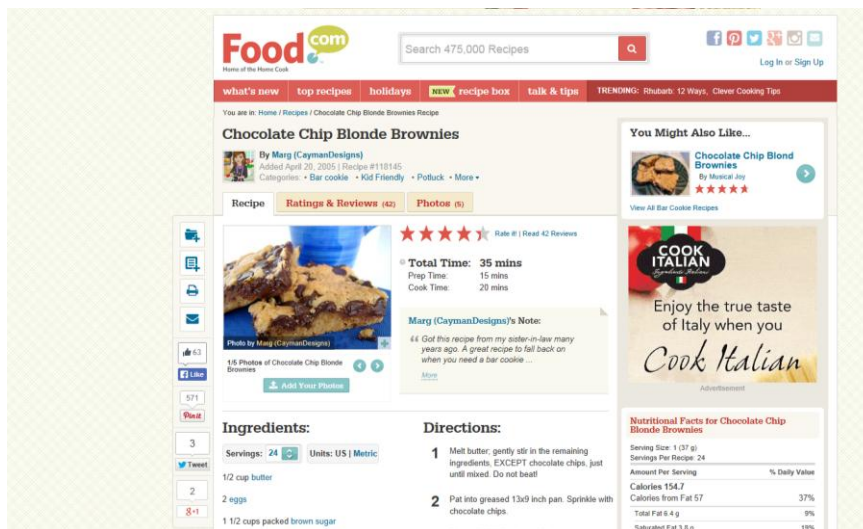 Food.com
Home of the Home Cook
Search 475,000 Recipes
Log In or Sign Up
what's new top recipes holidays NEW recipe box talk & tips TRENDING: Rhubarb: 12 Ways, Clever Cooking Tips
You are in: Home / Recipes / Chocolate Chip Blonde Brownies Recipe
Chocolate Chip Blonde Brownies
By Marg (CaymanDesigns)
Added April 20, 2005 | Recipe #118145
Categories: • Bar cookie • Kid Friendly • Potluck • More
Recipe Ratings & Reviews (42) Photos (5)
Rate it! | Read 42 Reviews
Total Time: 35 mins
Prep Time: 15 mins
Cook Time: 20 mins
Marg (CaymanDesigns)'s Note:
Got this recipe from my sister-in-law many
years ago. A great recipe to fall back on
when you need a bar cookie ...
More
Photo by Marg (CaymanDesigns)
1/5 Photos of Chocolate Chip Blonde
Brownies
Add Your Photos
63
Like
571
Pin it
3
Tweet
2
g+1
Ingredients:
Servings: 24 Units: US | Metric
1/2 cup butter
2 eggs
1 1/2 cups packed brown sugar
Directions:
1 Melt butter; gently stir in the remaining
ingredients, EXCEPT chocolate chips, just
until mixed. Do not beat!
2 Pat into greased 13x9 inch pan. Sprinkle with
chocolate chips.
You Might Also Like...
Chocolate Chip Blond
Brownies
By Musical Joy
View All Bar Cookie Recipes
COOK
ITALIAN
Enjoy the true taste
of Italy when you
Cook Italian
Advertisement
Nutritional Facts for Chocolate Chip
Blonde Brownies
Serving Size: 1 (37 g)
Servings Per Recipe: 24
Amount Per Serving % Daily Value
Calories 154.7
Calories from Fat 57 37%
Total Fat 6.4 g 9%
Saturated Fat 3.8 g 19%